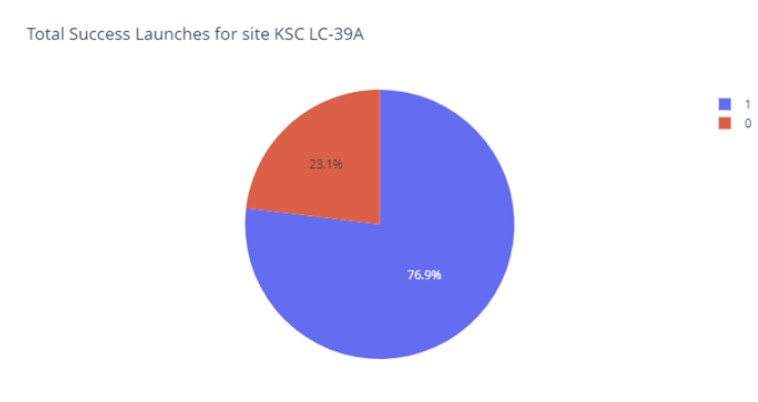 Total Success Launches for site KSC LC-39A
1
0
23.1%
76.9%